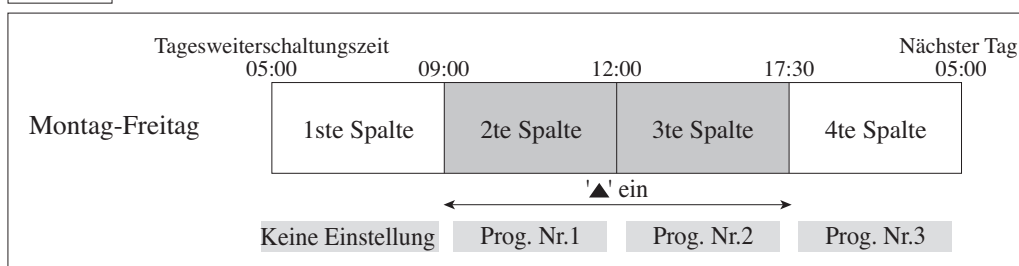 Tagesweiterschaltungszeit Nächster Tag
05:00 09:00 12:00 17:30 05:00
Montag-Freitag 1ste Spalte 2te Spalte 3te Spalte 4te Spalte
'▲' ein
Keine Einstellung Prog. Nr.1 Prog. Nr.2 Prog. Nr.3